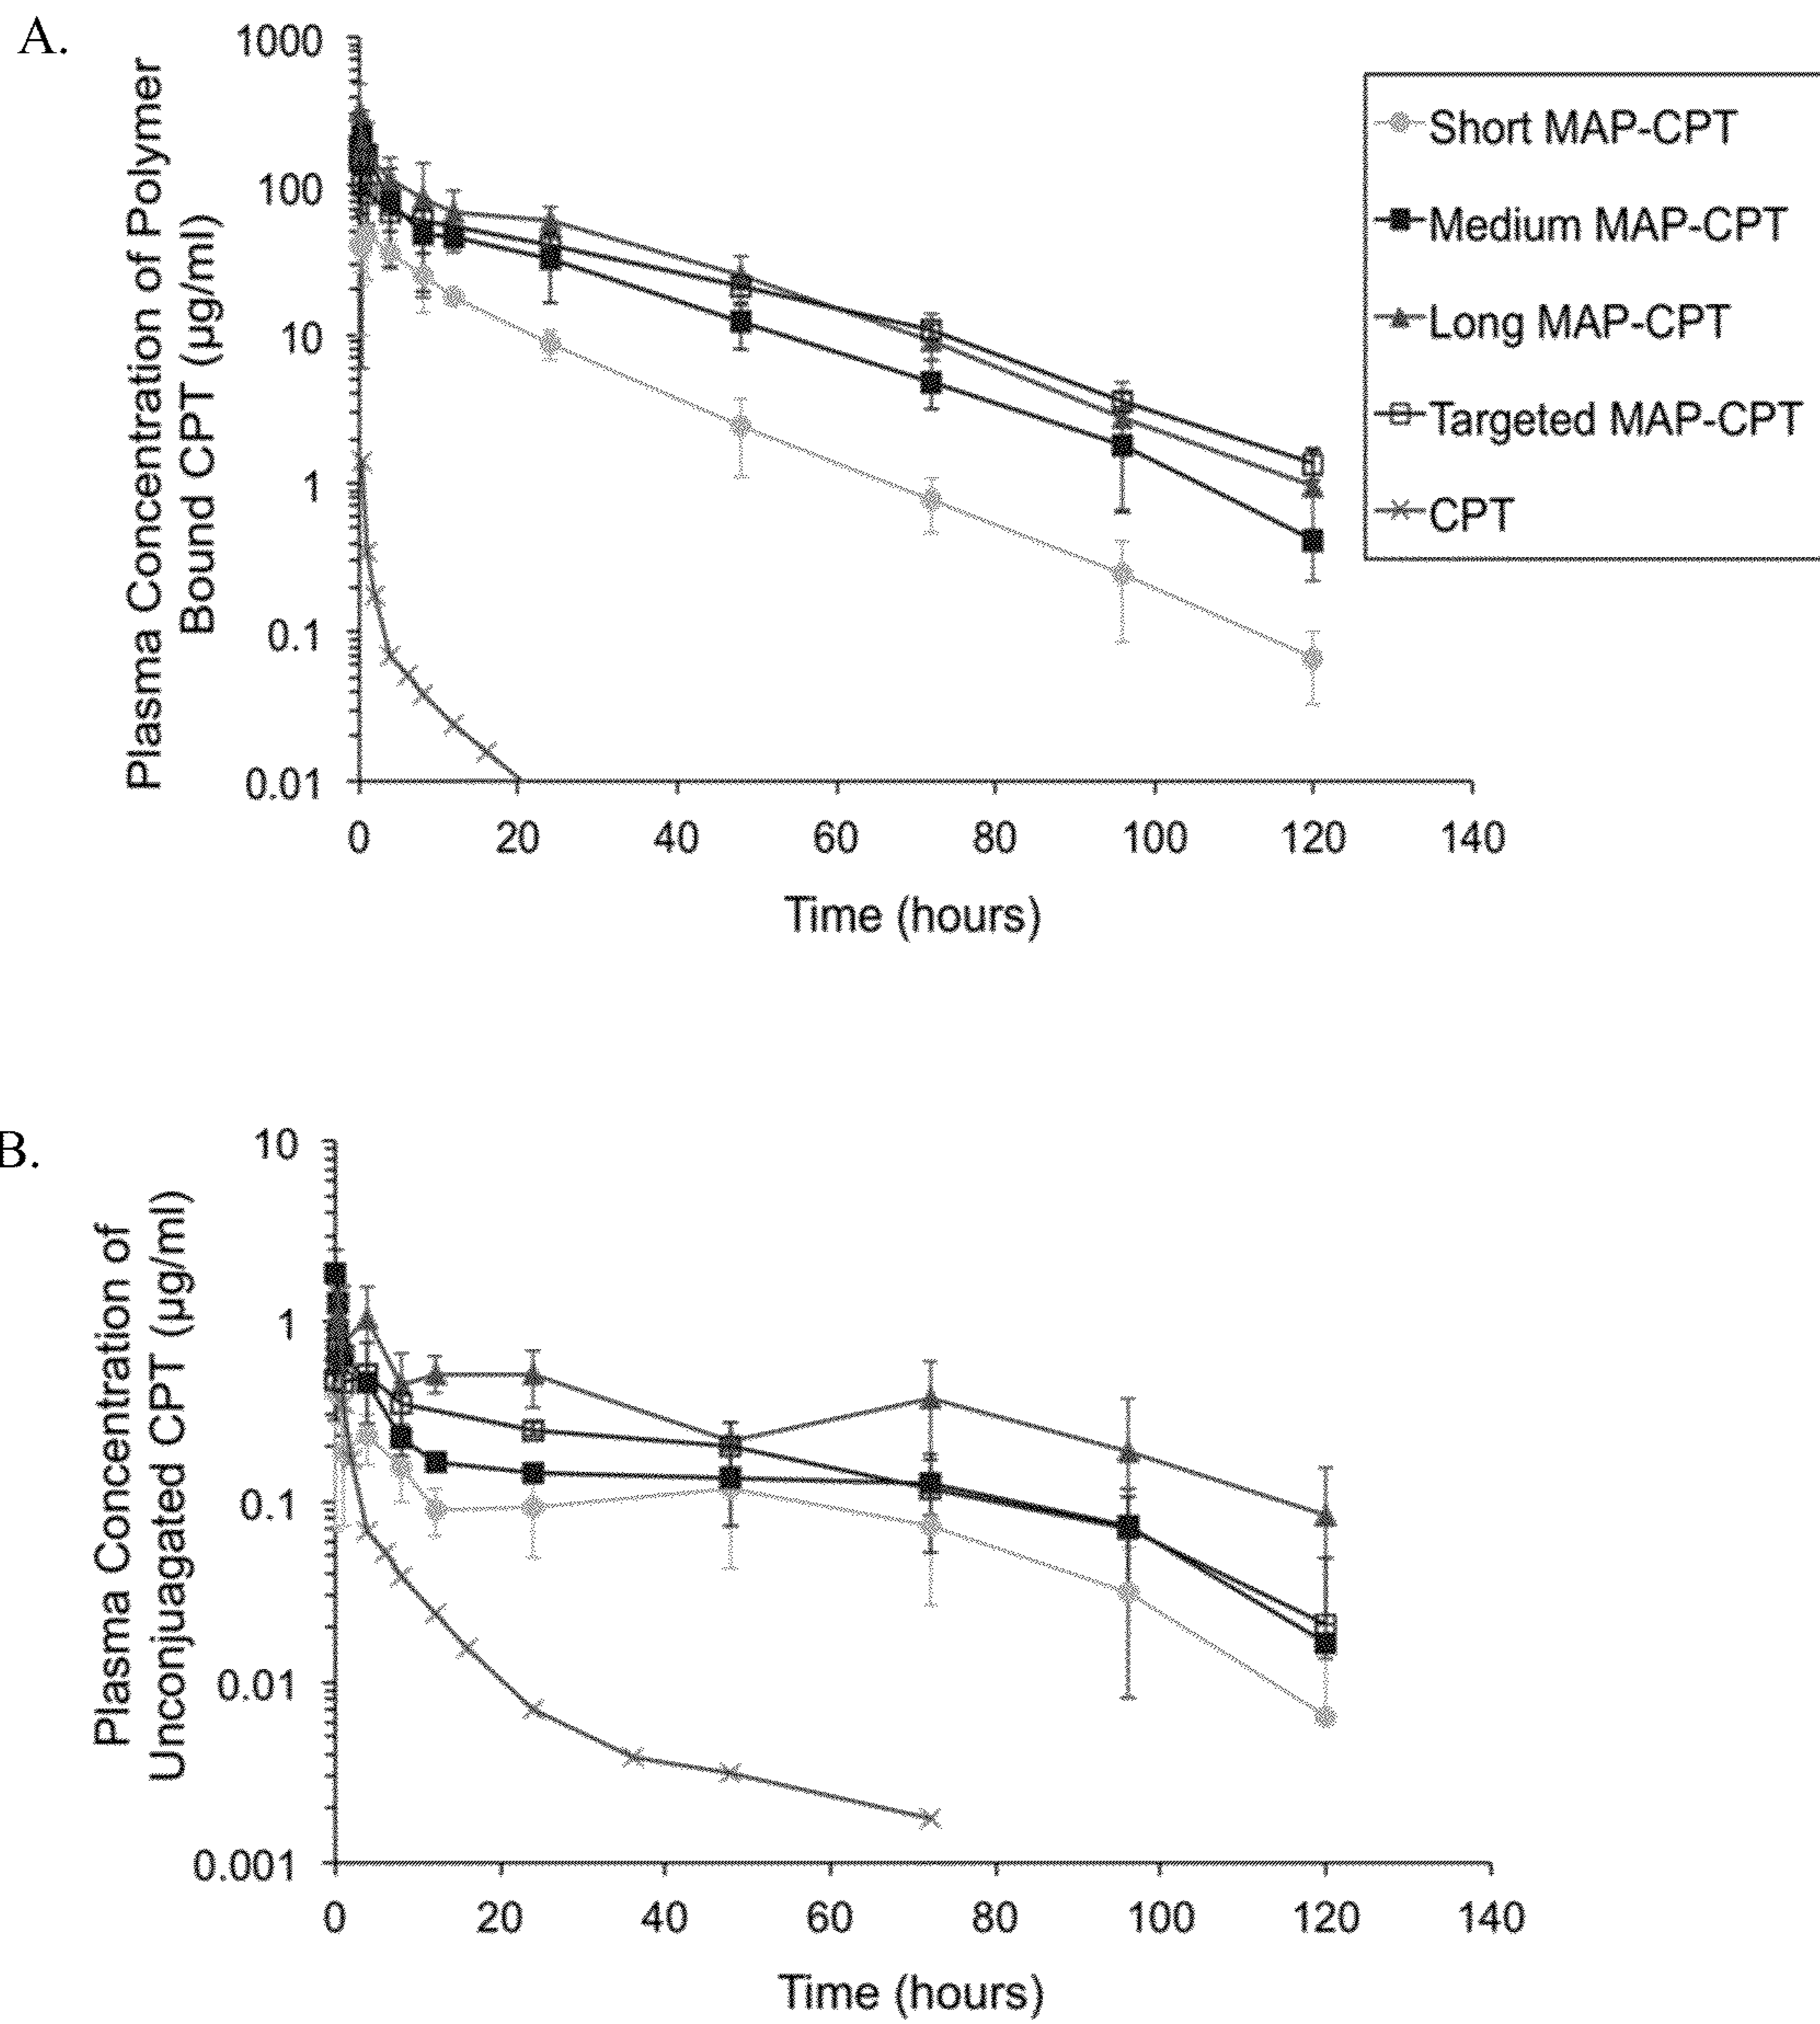 A.
Plasma Concentration of Polymer
Bound CPT (µg/ml)
1000
100
10
1
0.1
0.01
0 20 40 60 80 100 120 140
Time (hours)
Short MAP-CPT
Medium MAP-CPT
Long MAP-CPT
Targeted MAP-CPT
CPT
B.
Plasma Concentration of
Unconjuagated CPT (µg/ml)
10
1
0.1
0.01
0.001
0 20 40 60 80 100 120 140
Time (hours)